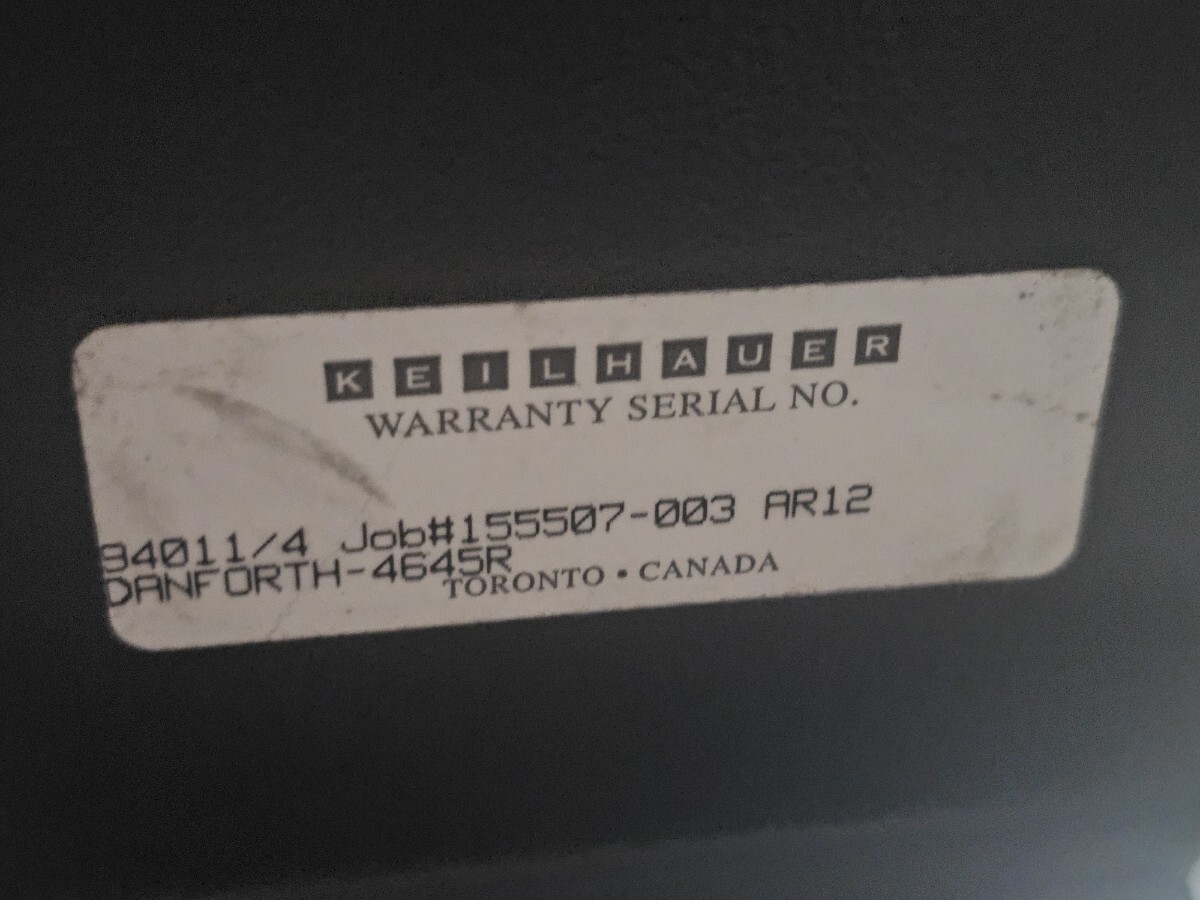 KEILHAUER
WARRANTY SERIAL NO.
94011/4 Job#155507-003 AR12
DANFORTH-4645R
TORONTO • CANADA